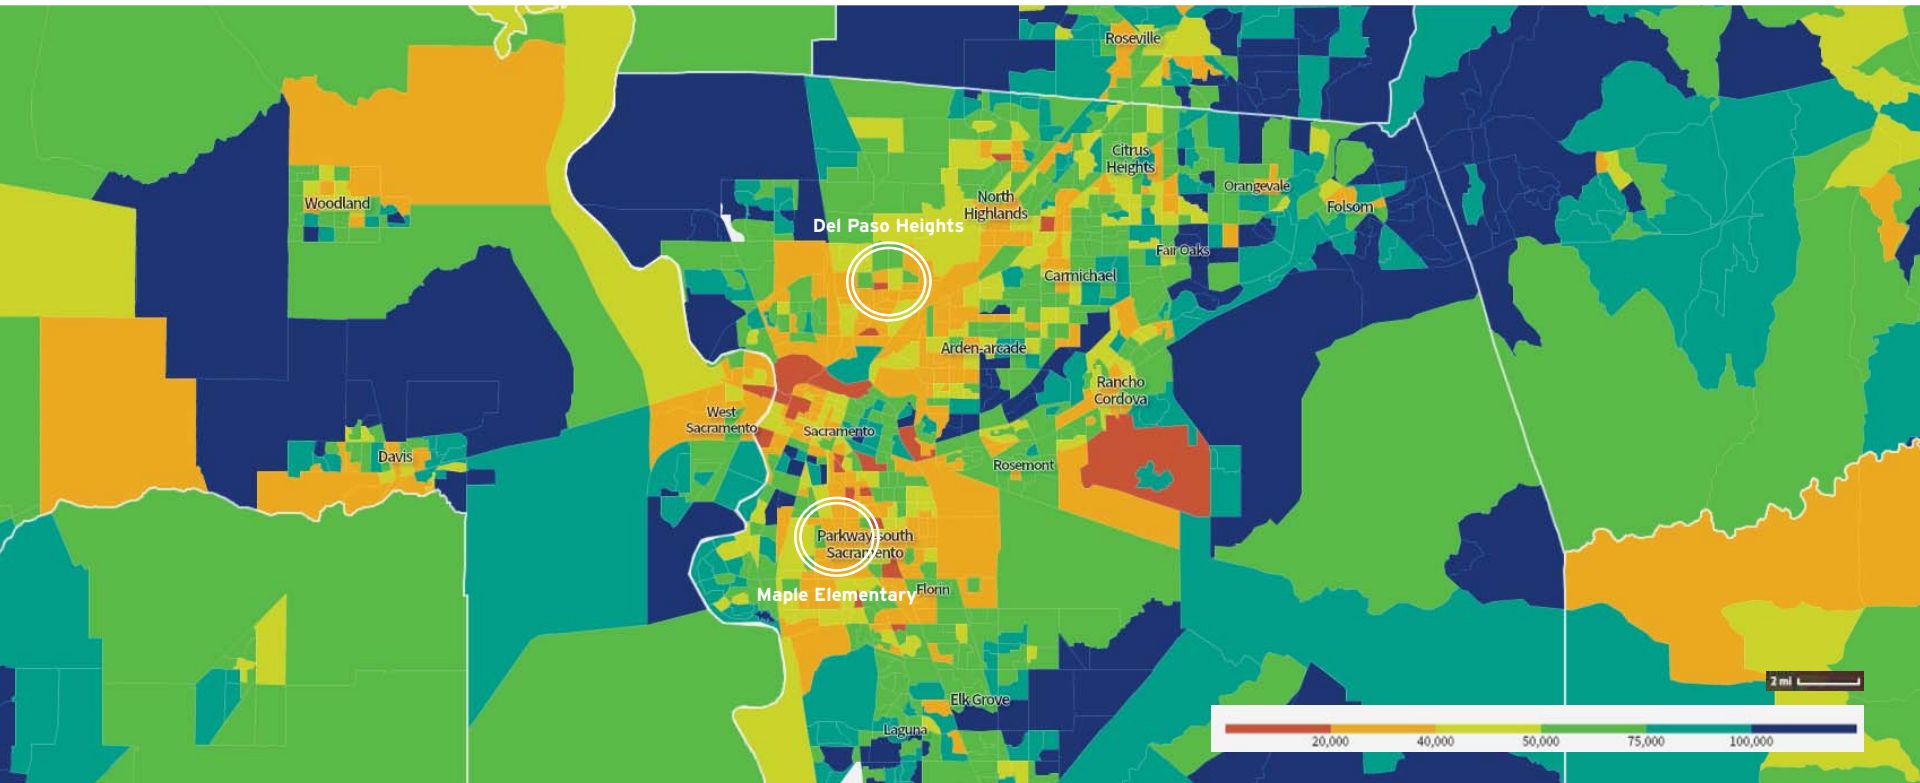 Roseville
Citrus
Heights
Orangevale
Folsom
Woodland
North
Highlands
Del Paso Heights
Fair Oaks
Carmichael
Arden-arcade
Rancho
Cordova
West
Sacramento
Sacramento
Davis
Rosemont
Parkway-south
Sacramento
Florin
Maple Elementary
Elk Grove
Laguna
2 mi
20,000
40,000
50,000
75,000
100,000